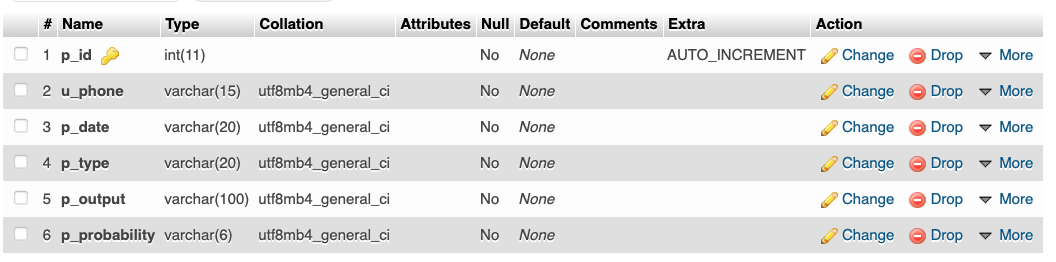 # Name Type Collation Attributes Null Default Comments Extra Action
1 p_id int(11) No None AUTO_INCREMENT Change Drop More
2 u_phone varchar(15) utf8mb4_general_ci No None Change Drop More
3 p_date varchar(20) utf8mb4_general_ci No None Change Drop More
4 p_type varchar(20) utf8mb4_general_ci No None Change Drop More
5 p_output varchar(100) utf8mb4_general_ci No None Change Drop More
6 p_probability varchar(6) utf8mb4_general_ci No None Change Drop More